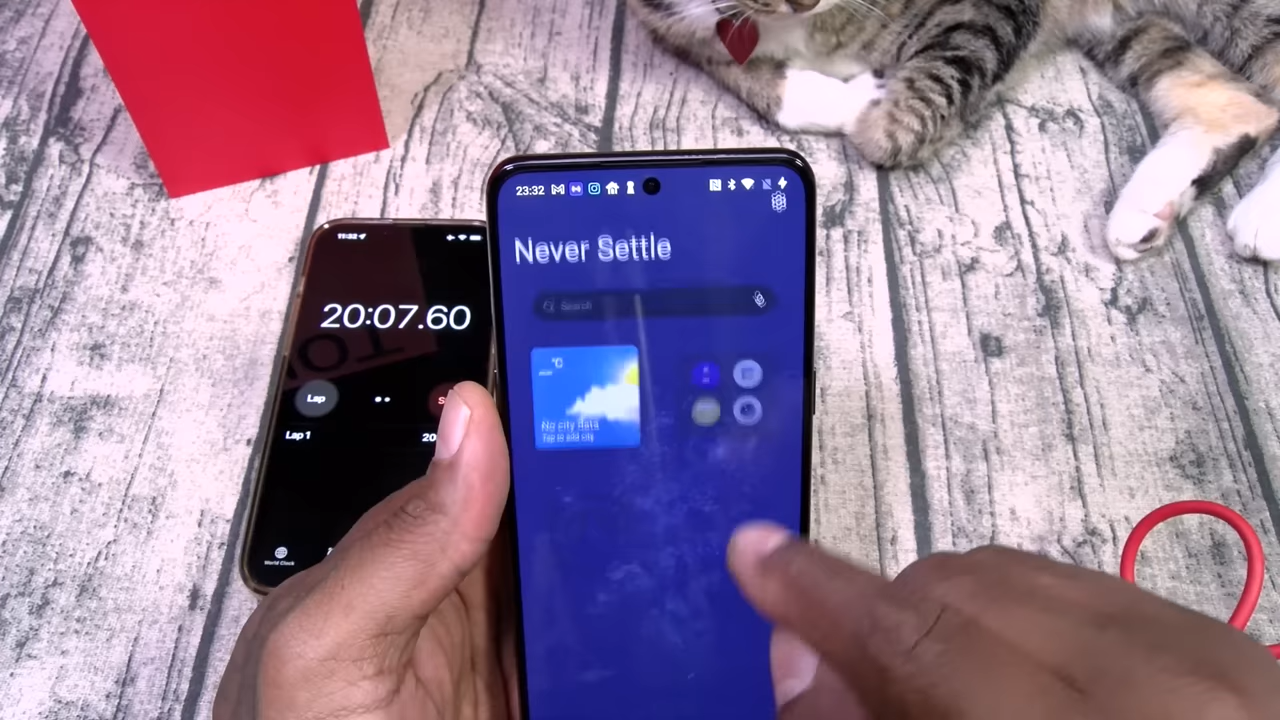 11:32
20:07.60
Lap
Lap 1
20
World Clock
23:32
Never Settle
Search
°C
No city data
Tap to add city